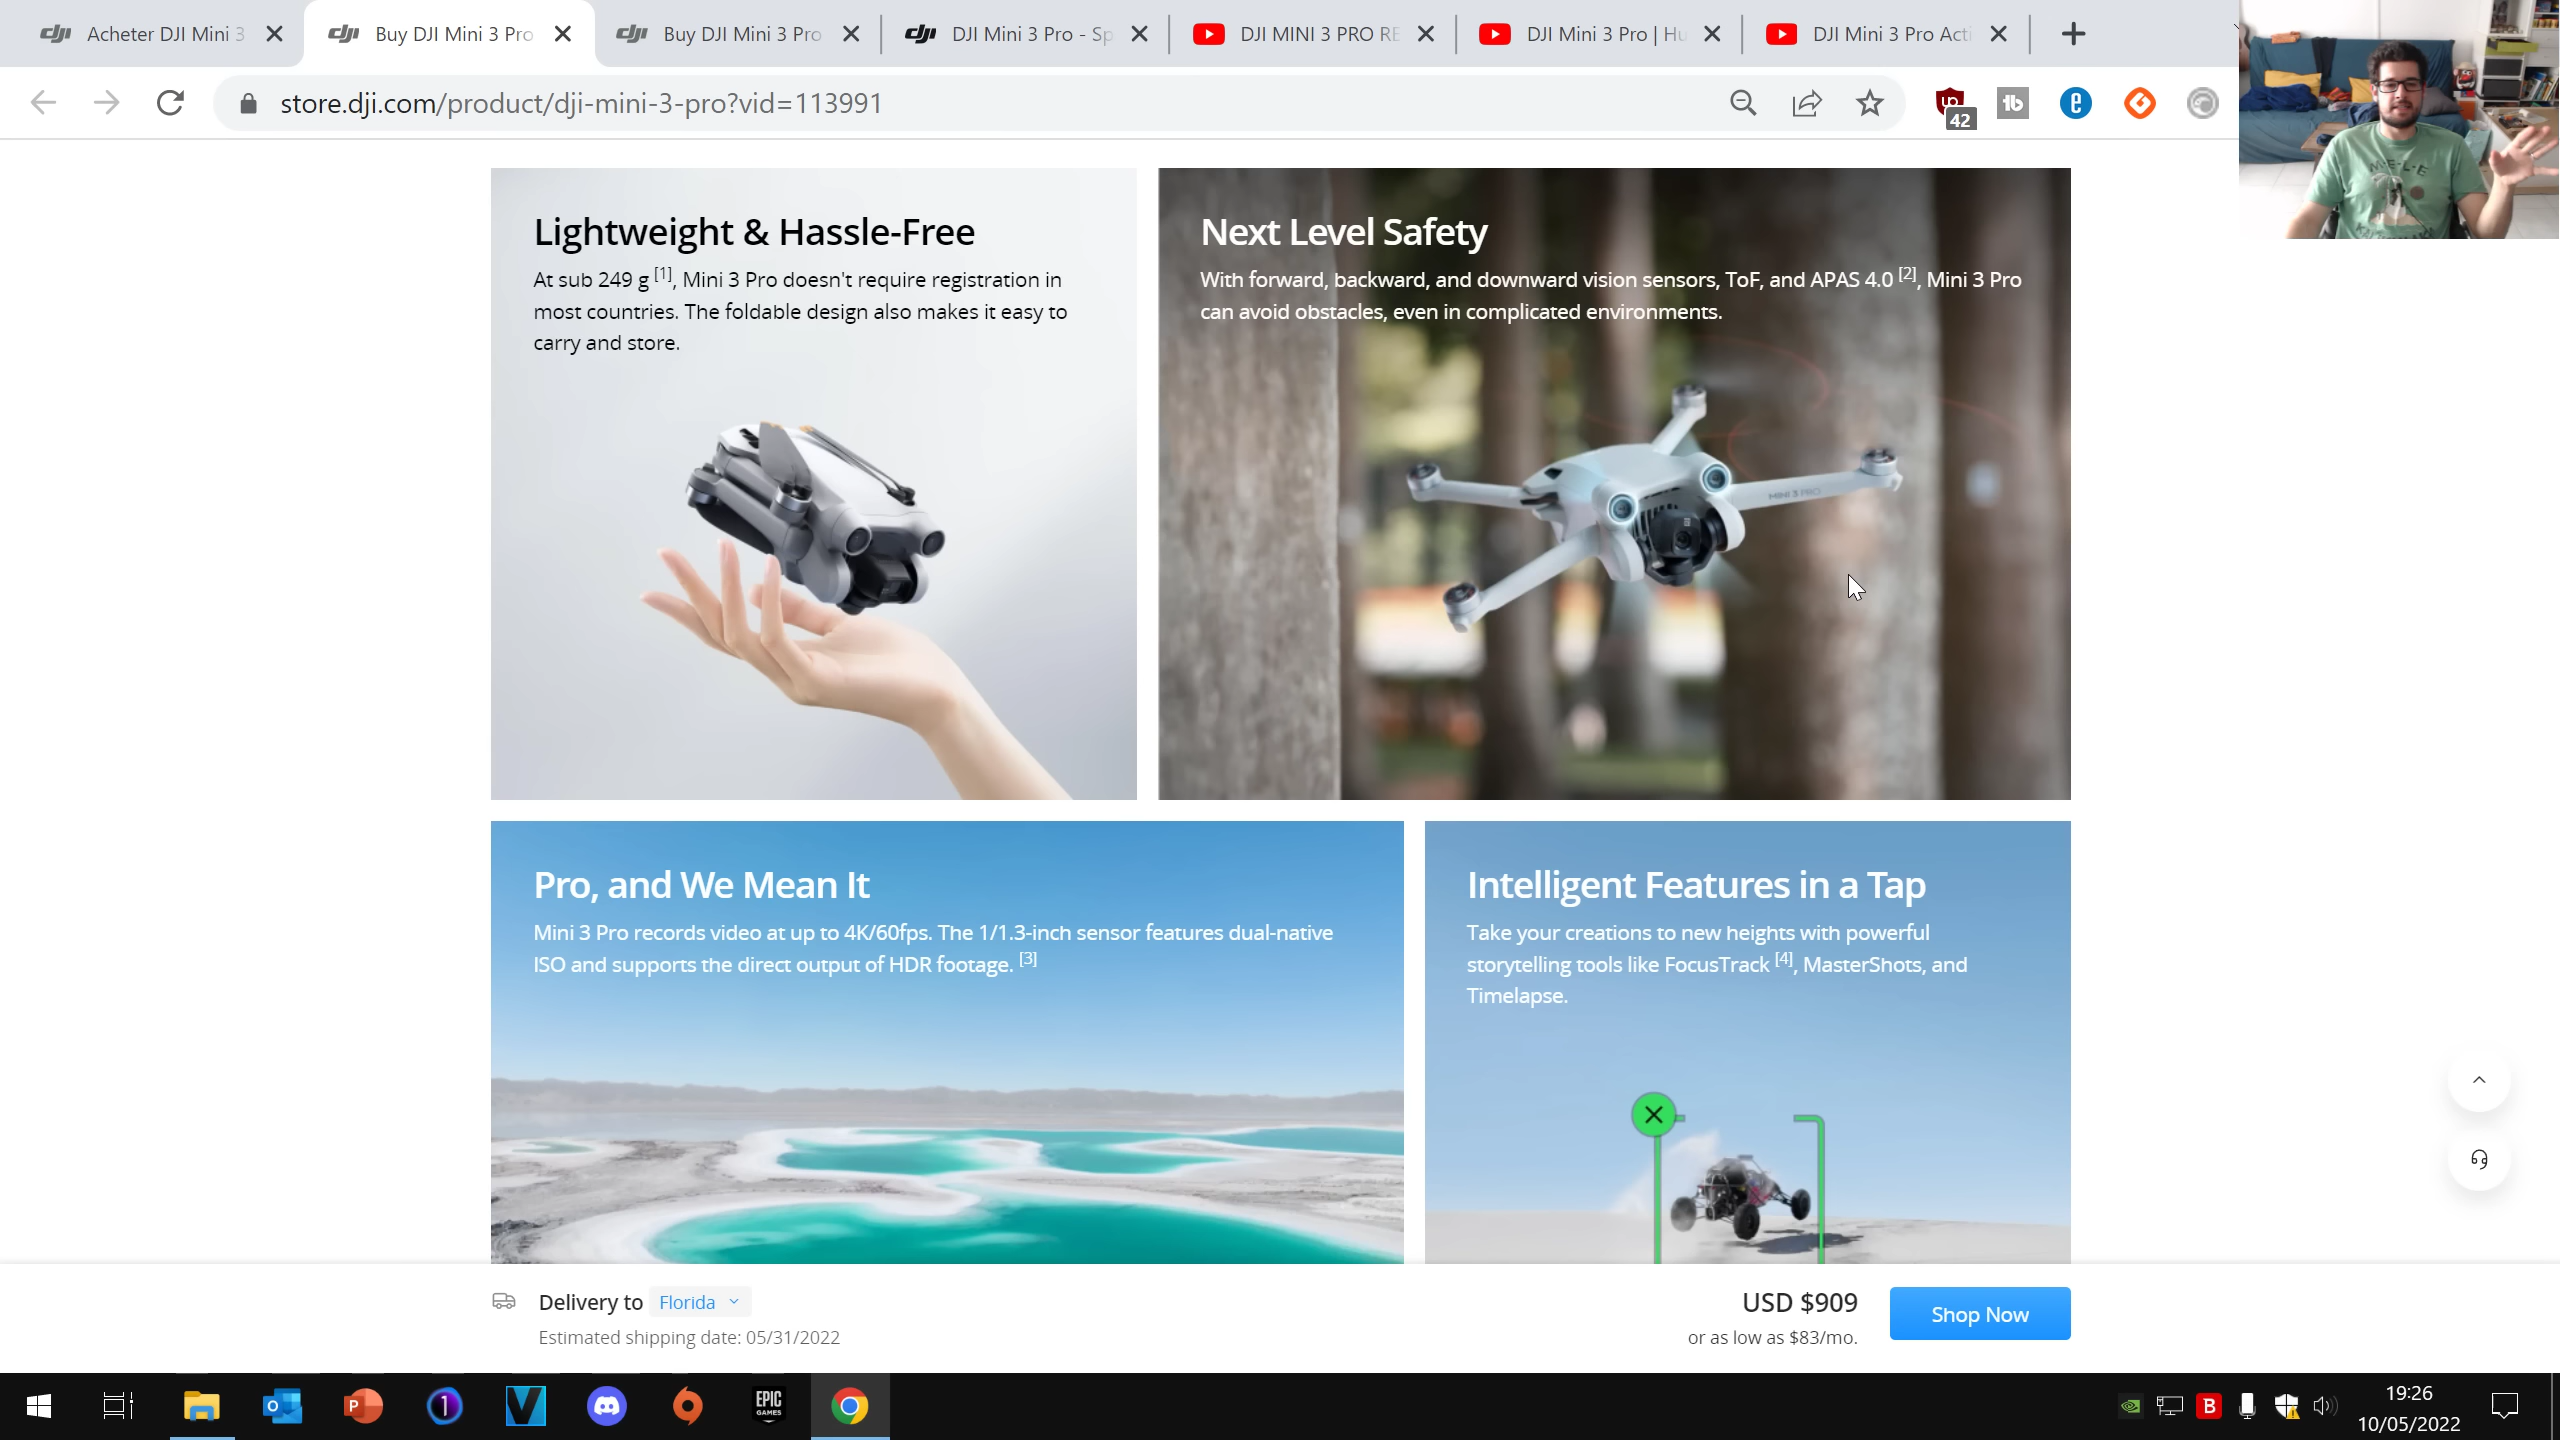 dji Acheter DJI Mini 3
dji Buy DJI Mini 3 Pro
dji Buy DJI Mini 3 Pro
dji DJI Mini 3 Pro - Sp
DJI MINI 3 PRO RE
DJI Mini 3 Pro | Hu
DJI Mini 3 Pro Acti
store.dji.com/product/dji-mini-3-pro?vid=113991
42
Lightweight & Hassle-Free
At sub 249 g [1], Mini 3 Pro doesn't require registration in
most countries. The foldable design also makes it easy to
carry and store.
Next Level Safety
With forward, backward, and downward vision sensors, ToF, and APAS 4.0 [2], Mini 3 Pro
can avoid obstacles, even in complicated environments.
MINI 3 PRO
Pro, and We Mean It
Mini 3 Pro records video at up to 4K/60fps. The 1/1.3-inch sensor features dual-native
ISO and supports the direct output of HDR footage. [3]
Intelligent Features in a Tap
Take your creations to new heights with powerful
storytelling tools like FocusTrack [4], MasterShots, and
Timelapse.
Delivery to Florida
Estimated shipping date: 05/31/2022
USD $909
or as low as $83/mo.
Shop Now
EPIC
GAMES
19:26
10/05/2022